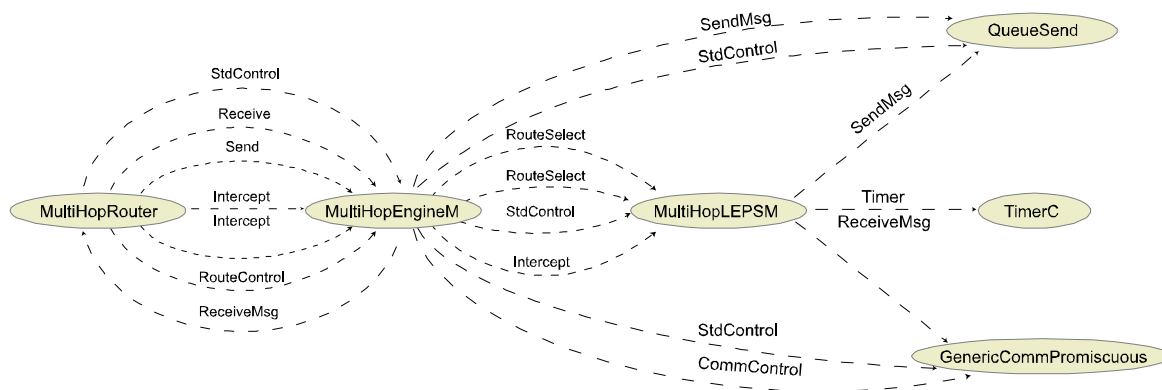 SendMsg
QueueSend
StdControl
StdControl
SendMsg
Receive
RouteSelect
Send
RouteSelect
Intercept
Timer
MultiHopRouter
MultiHopEngineM
StdControl
MultiHopLEPSM
TimerC
Intercept
ReceiveMsg
Intercept
RouteControl
ReceiveMsg
StdControl
GenericCommPromiscuous
CommControl